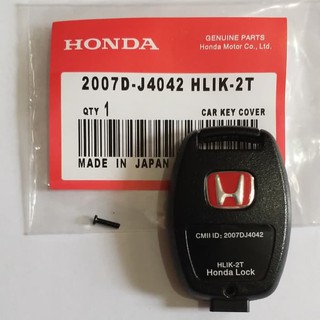 HONDA
GENUINE PARTS
Honda Motor Co., Ltd.
2007D-J4042 HLIK-2T
QTY 1
CAR KEY COVER
MADE IN JAPAN
CMII ID: 2007DJ4042
HLIK-2T
Honda Lock